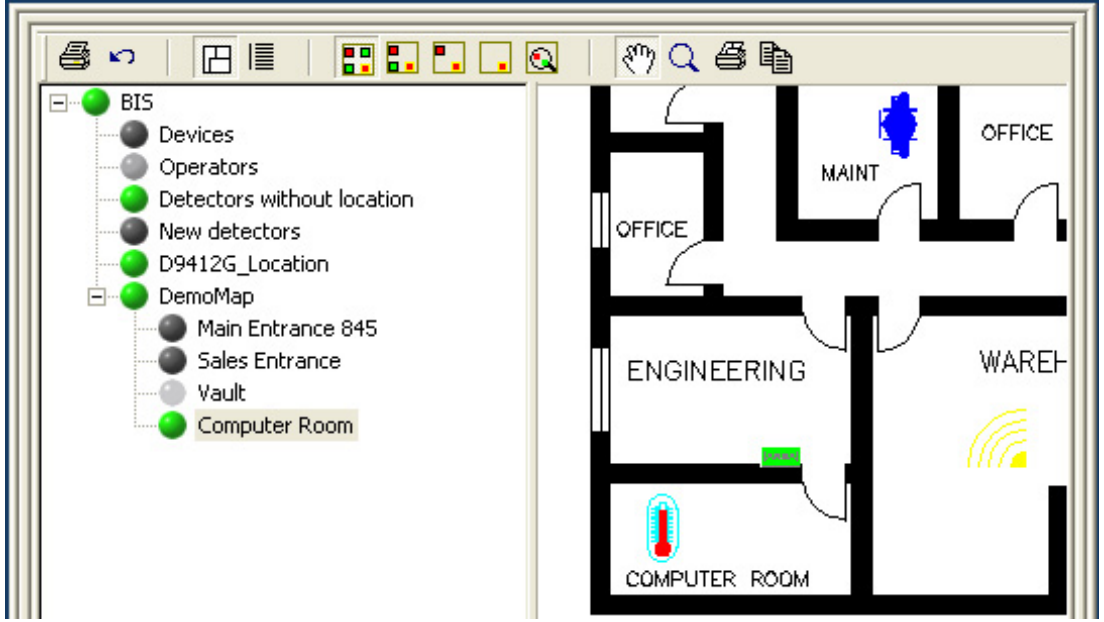 BIS
Devices
Operators
Detectors without location
New detectors
D9412G_Location
DemoMap
Main Entrance 845
Sales Entrance
Vault
Computer Room
OFFICE
MAINT
OFFICE
ENGINEERING
WAREH
COMPUTER ROOM